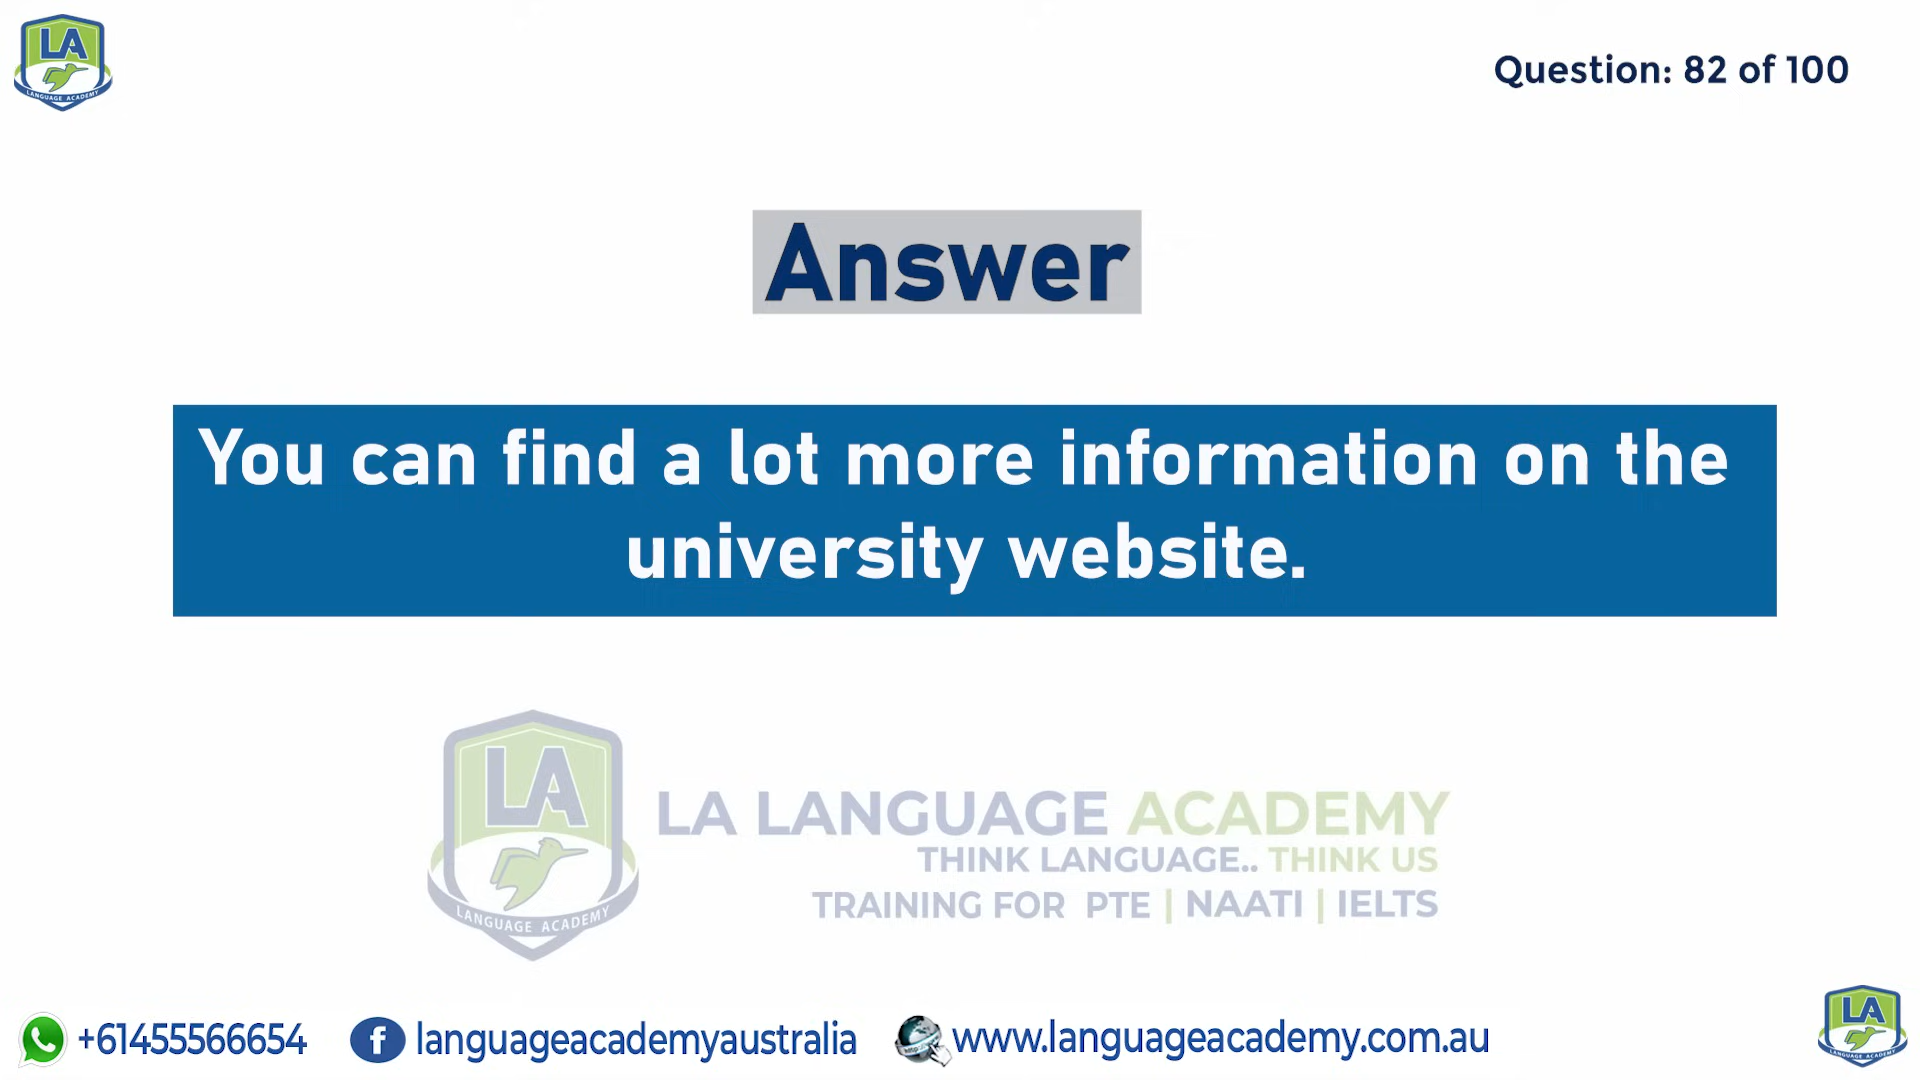 LA
LANGUAGE ACADEMY
Question: 82 of 100
Answer
You can find a lot more information on the
university website.
LA
LANGUAGE ACADEMY
LA LANGUAGE ACADEMY
THINK LANGUAGE.. THINK US
TRAINING FOR PTE | NAATI | IELTS
+61455566654
languageacademyaustralia
www.languageacademy.com.au
LA
LANGUAGE ACADEMY